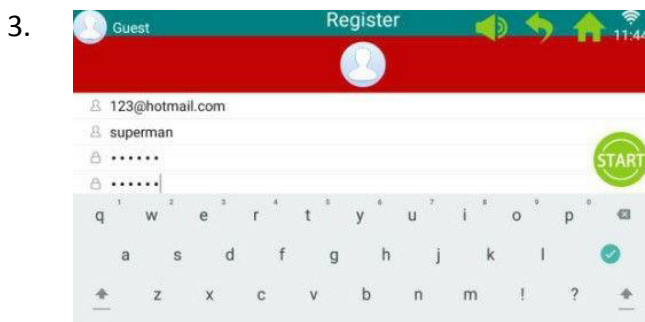 3.
Guest Register 11:44
123@hotmail.com
superman
••••••
START
••••••
1 2 3 4 5 6 7 8 9 0
q w e r t y u i o p
a s d f g h j k l
z x c v b n m ! ?